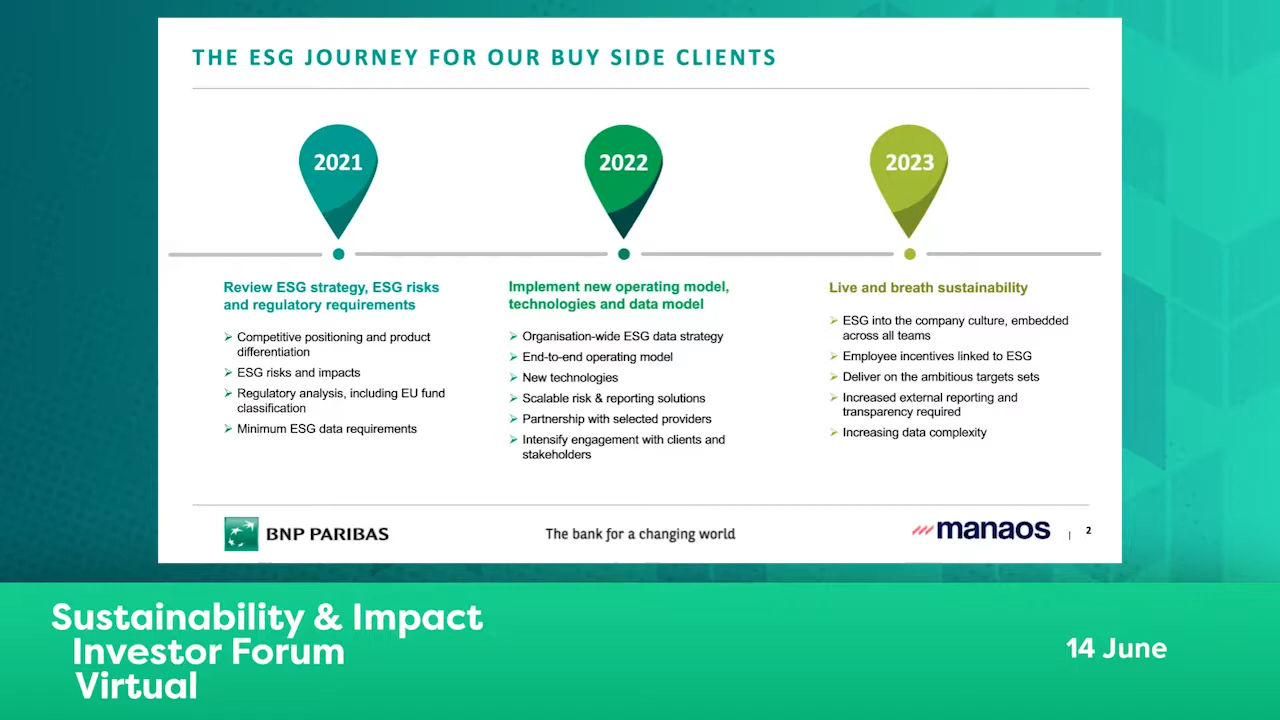 THE ESG JOURNEY FOR OUR BUY SIDE CLIENTS
2021
2022
2023
Review ESG strategy, ESG risks
and regulatory requirements
Competitive positioning and product
differentiation
ESG risks and impacts
Regulatory analysis, including EU fund
classification
Minimum ESG data requirements
Implement new operating model,
technologies and data model
Organisation-wide ESG data strategy
End-to-end operating model
New technologies
Scalable risk & reporting solutions
Partnership with selected providers
Intensify engagement with clients and
stakeholders
Live and breath sustainability
ESG into the company culture, embedded
across all teams
Employee incentives linked to ESG
Deliver on the ambitious targets sets
Increased external reporting and
transparency required
Increasing data complexity
BNP PARIBAS
The bank for a changing world
manaos
| 2
Sustainability & Impact
Investor Forum
Virtual
14 June